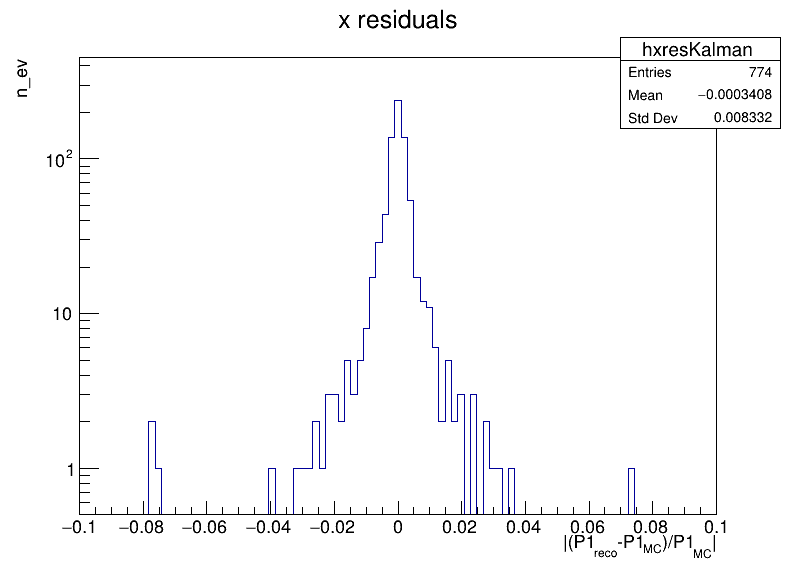 x residuals
hxresKalman
Entries 774
Mean −0.0003408
Std Dev 0.008332
n_ev
10²
10
1
−0.1 −0.08 −0.06 −0.04 −0.02 0 0.02 0.04 0.06 0.08 0.1
|(P1reco-P1MC)/P1MC|